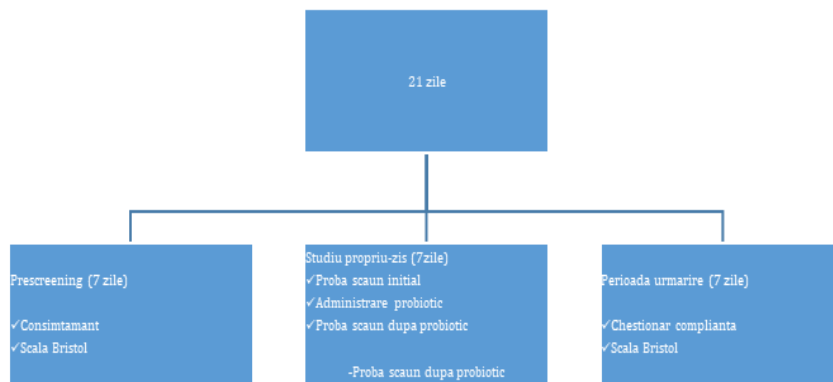 21 zile
Prescreening (7 zile)
✓Consimtamant
✓Scala Bristol
Studiu propriu-zis (7zile)
✓Proba scaun initial
✓Administrare probiotic
✓Proba scaun dupa probiotic
-Proba scaun dupa probiotic
Perioada urmarire (7 zile)
✓Chestionar complianta
✓Scala Bristol